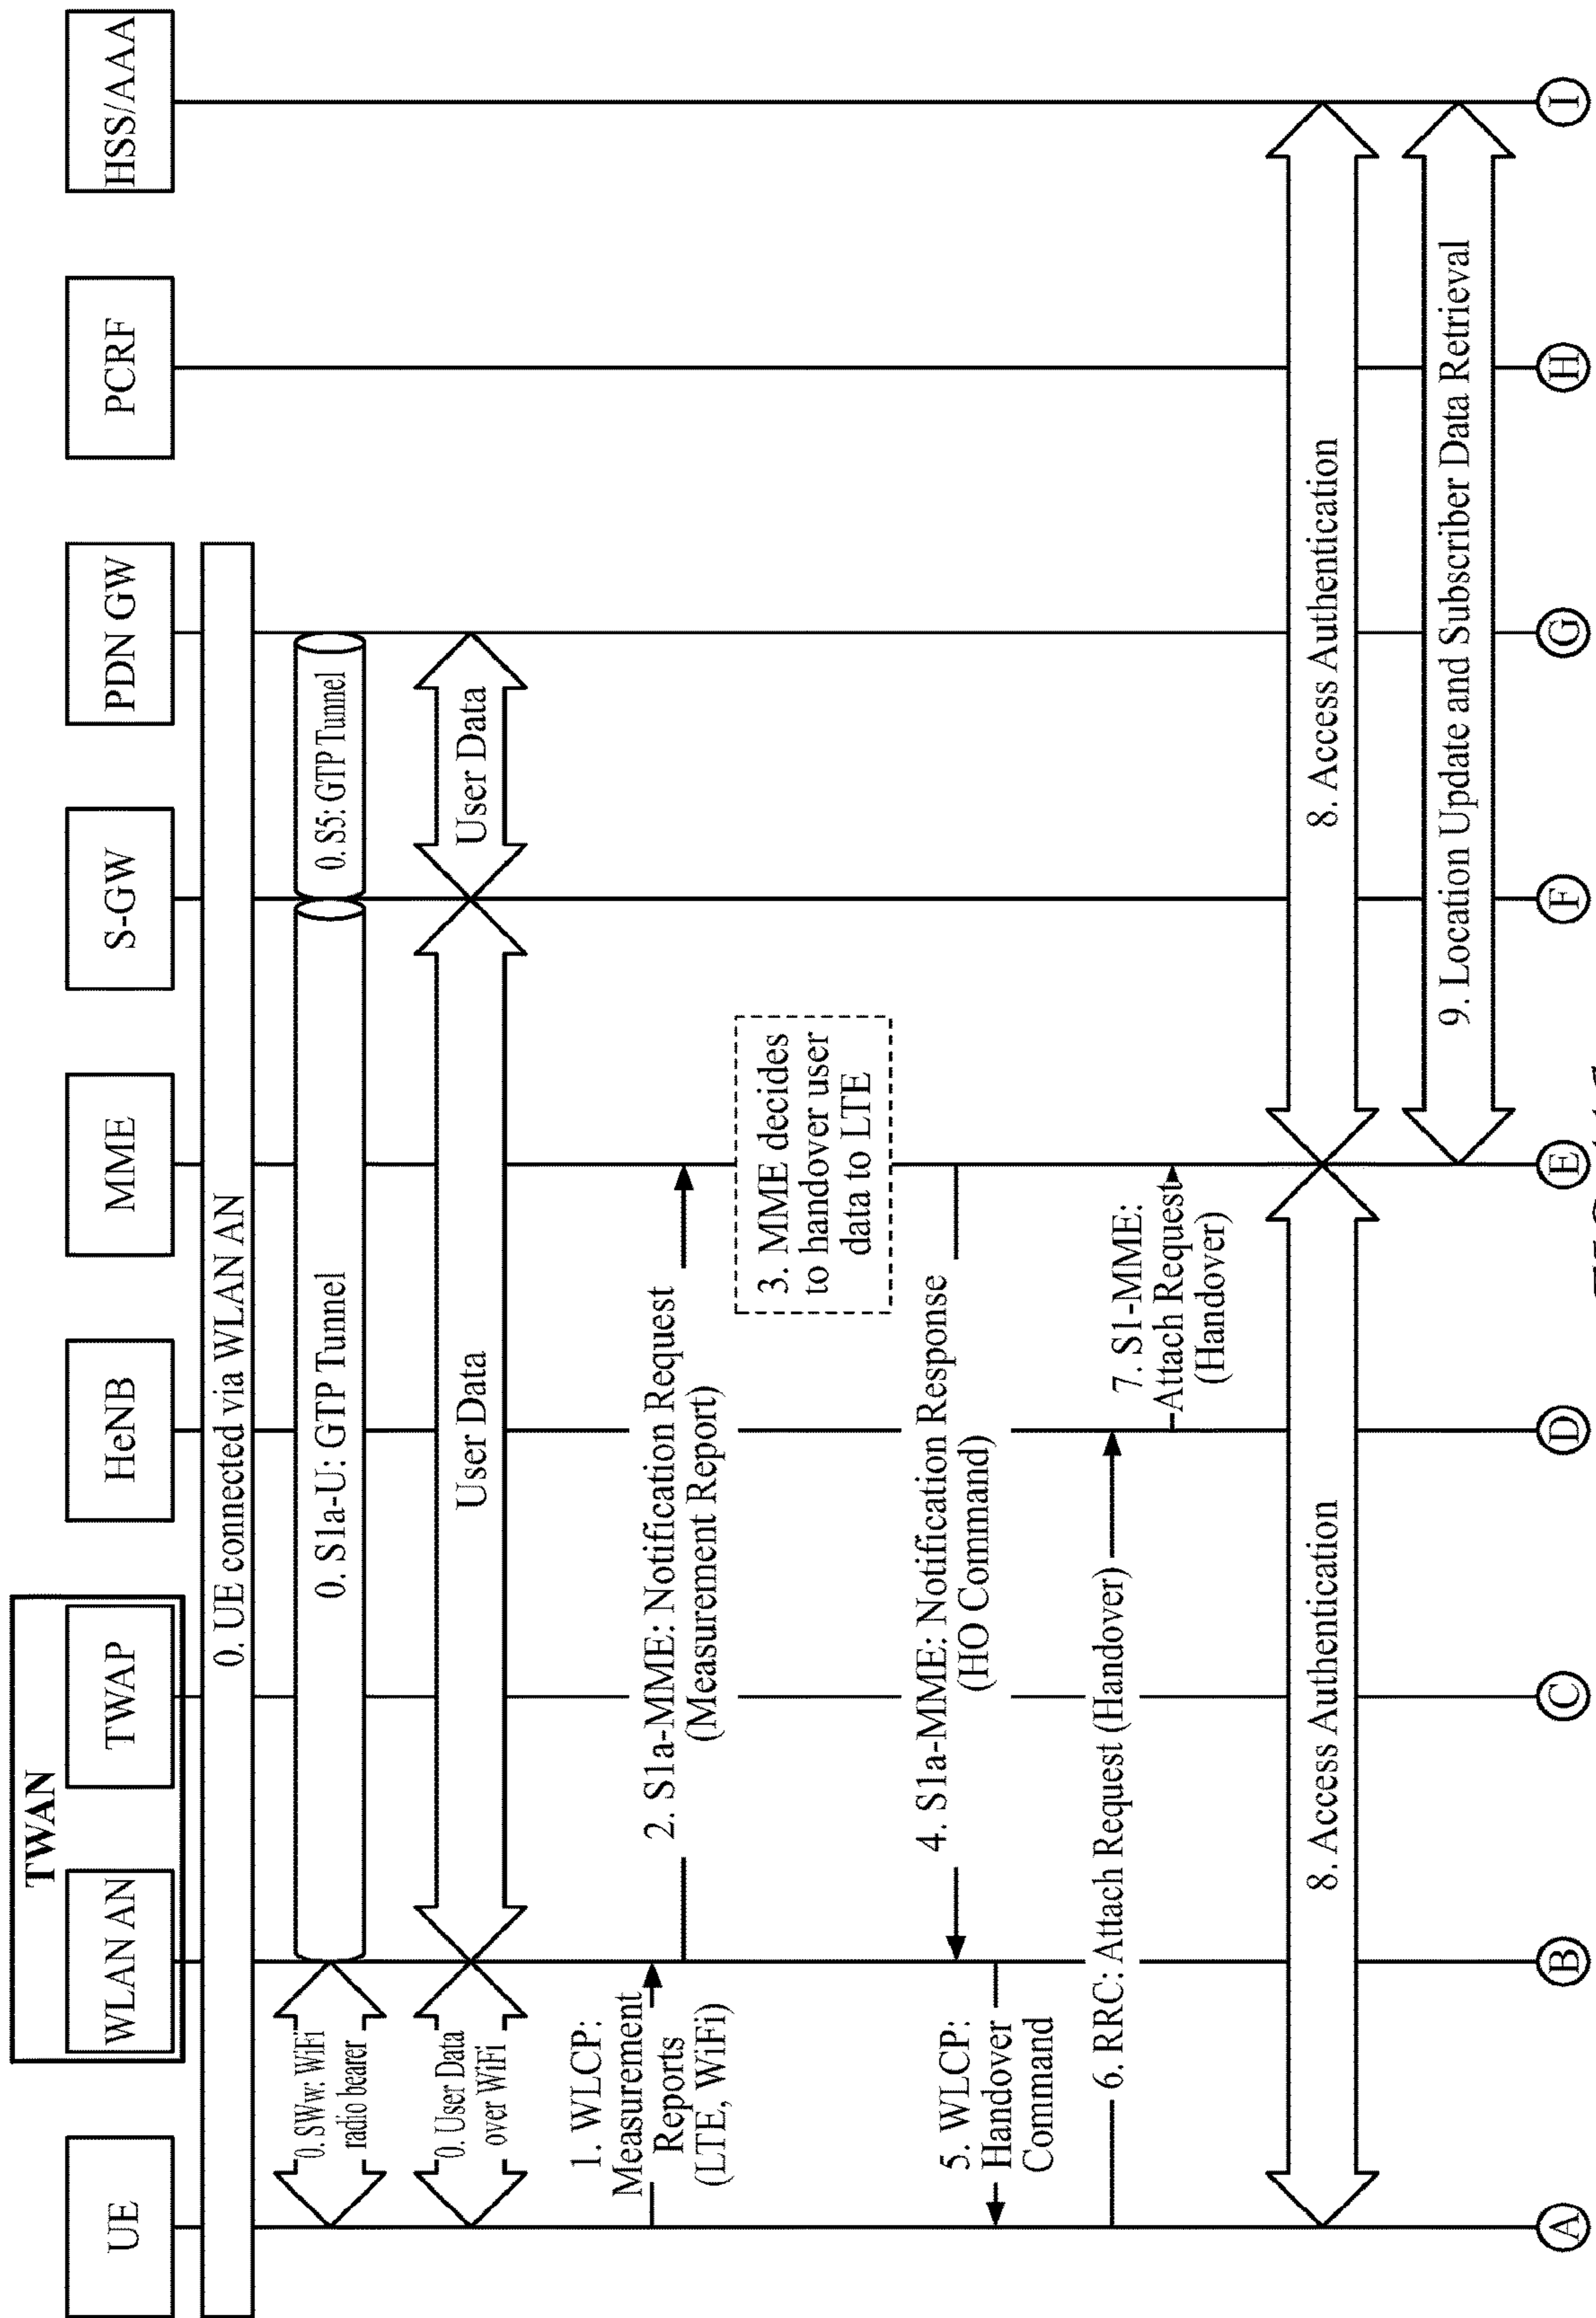 TWAN
UE
WLAN AN
TWAP
HeNB
MME
S-GW
PDN GW
PCRF
HSS/AAA
0. UE connected via WLAN AN
0. SWw: WiFi
radio bearer
0. S1a-U: GTP Tunnel
0. S5: GTP Tunnel
0. User Data
over WiFi
User Data
User Data
1. WLCP:
Measurement
Reports
(LTE, WiFi)
2. S1a-MME: Notification Request
(Measurement Report)
3. MME decides
to handover user
data to LTE
4. S1a-MME: Notification Response
(HO Command)
5. WLCP:
Handover
Command
6. RRC: Attach Request (Handover)
7. S1-MME:
Attach Request
(Handover)
8. Access Authentication
8. Access Authentication
9. Location Update and Subscriber Data Retrieval
A
B
C
D
E
F
G
H
I